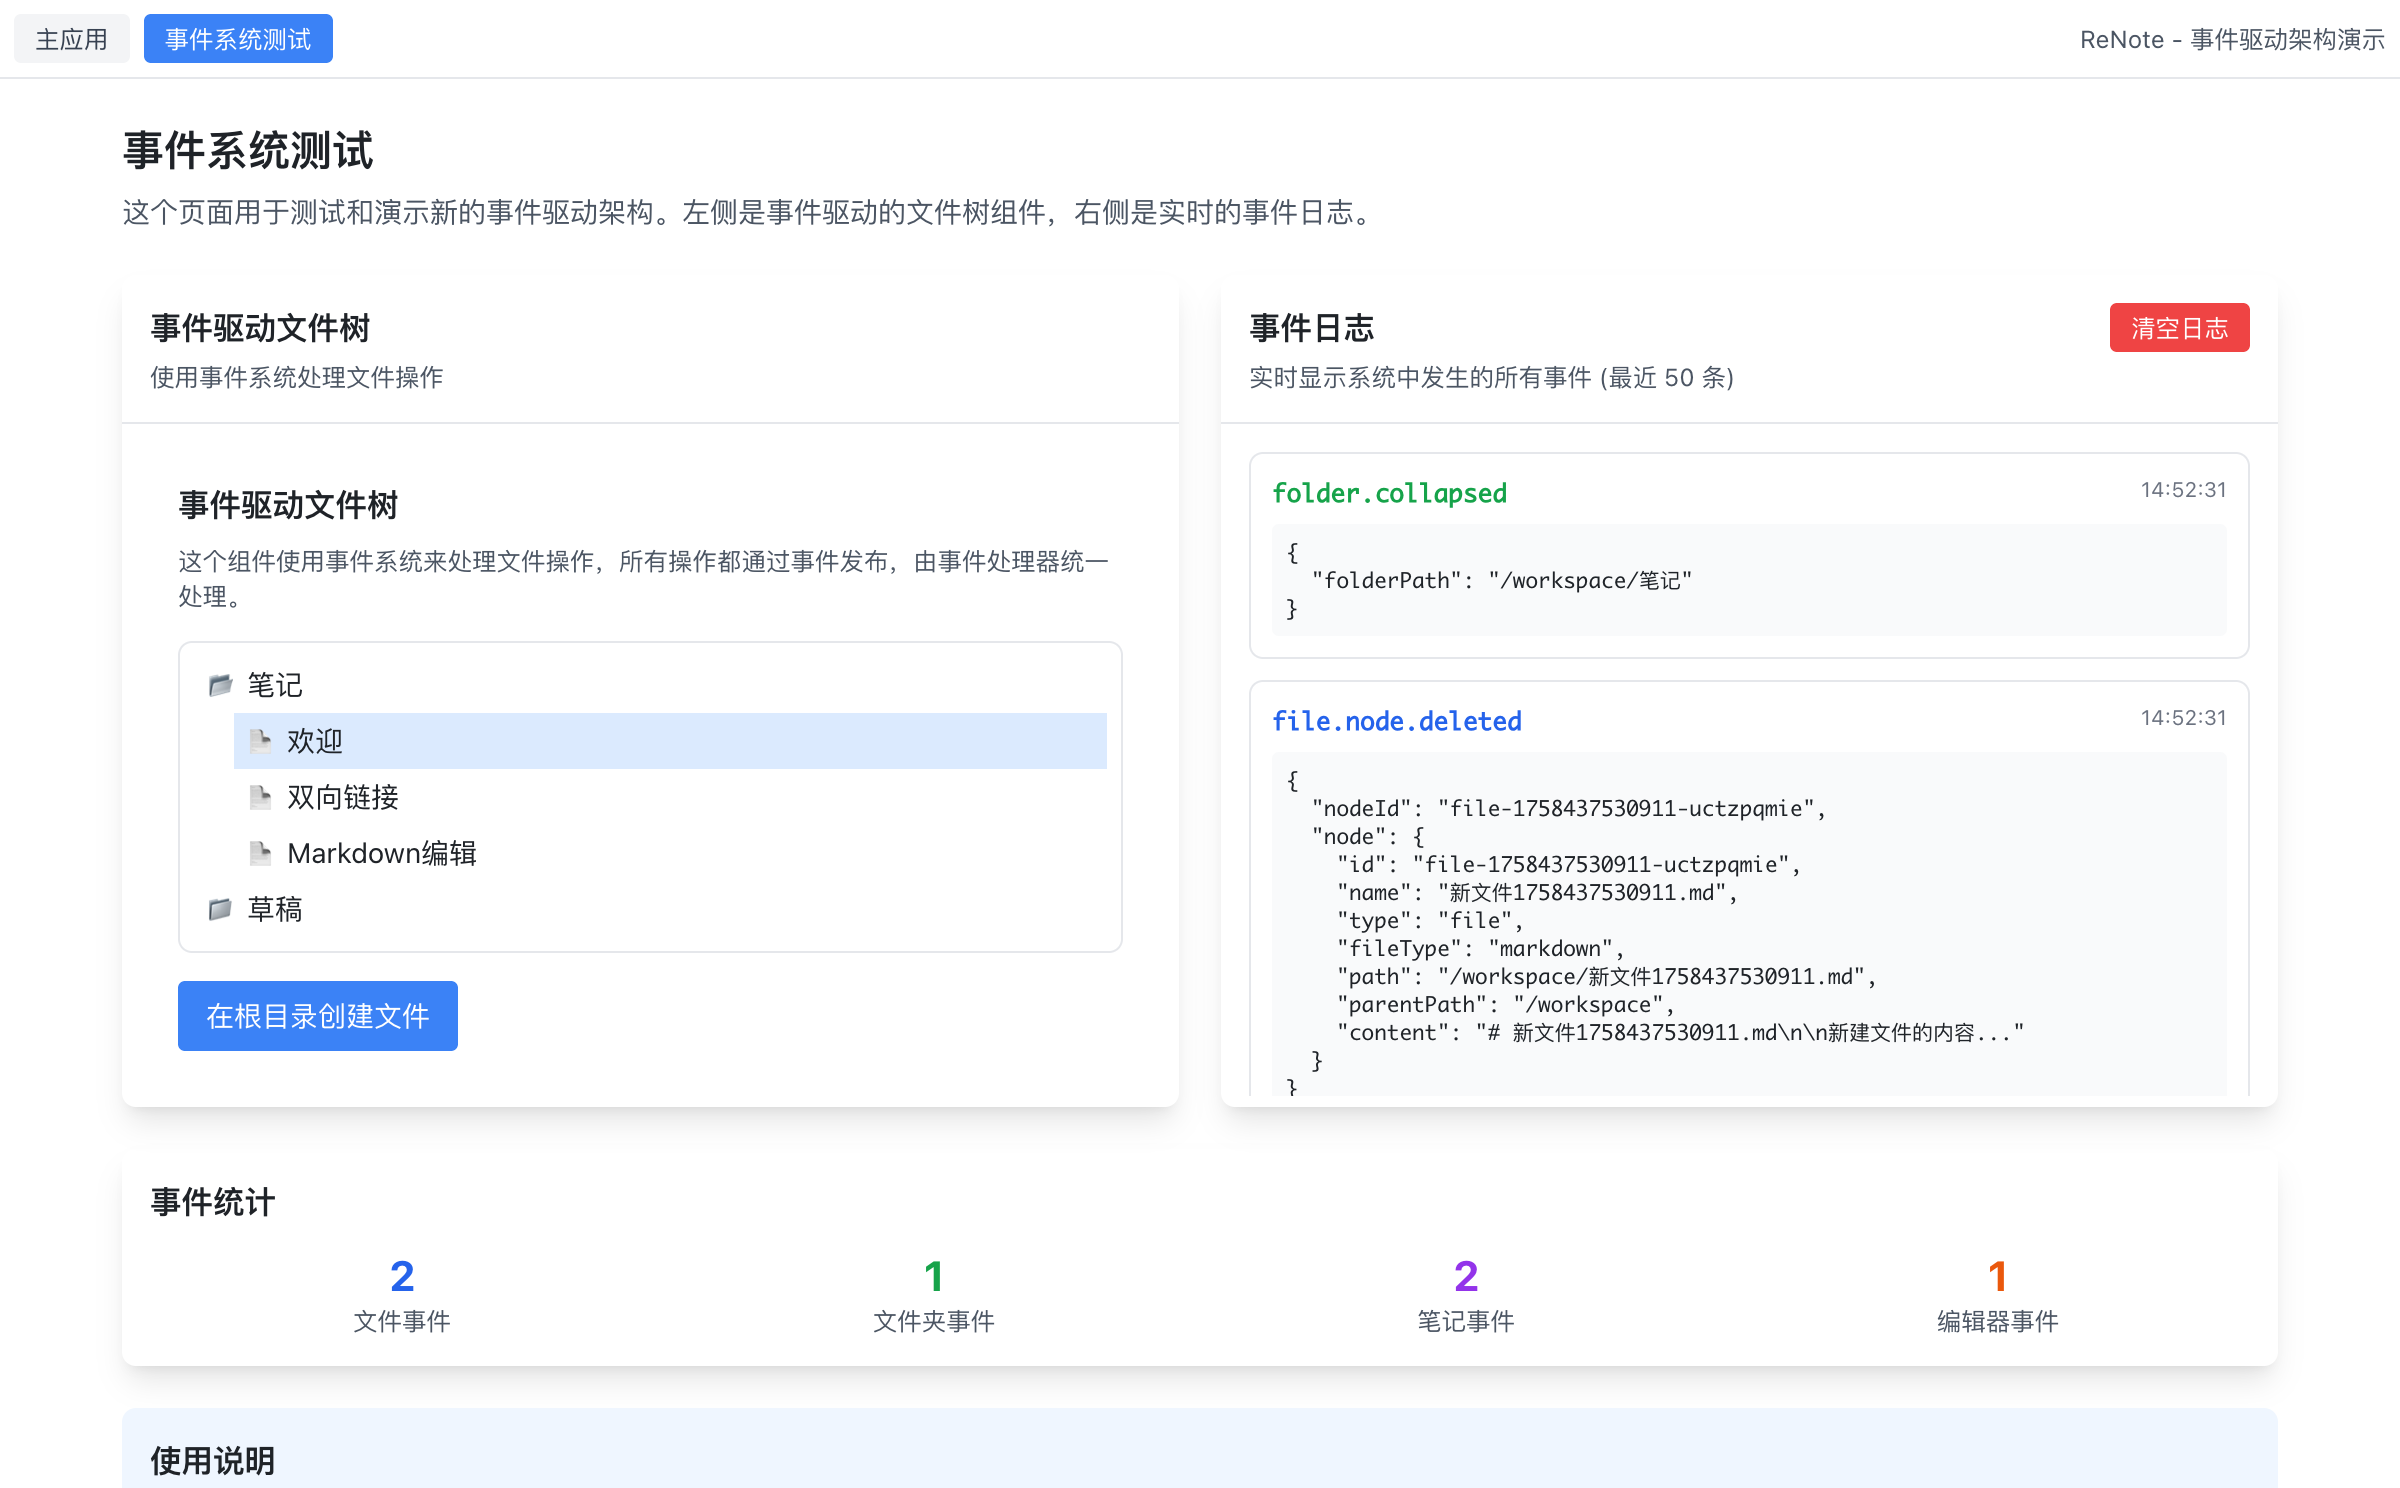 主应用
事件系统测试
ReNote - 事件驱动架构演示
事件系统测试
这个页面用于测试和演示新的事件驱动架构。左侧是事件驱动的文件树组件，右侧是实时的事件日志。
事件驱动文件树
使用事件系统处理文件操作
事件驱动文件树
这个组件使用事件系统来处理文件操作，所有操作都通过事件发布，由事件处理器统一
处理。
笔记
欢迎
双向链接
Markdown编辑
草稿
在根目录创建文件
事件日志
清空日志
实时显示系统中发生的所有事件 (最近 50 条)
folder.collapsed
14:52:31
{
  "folderPath": "/workspace/笔记"
}
file.node.deleted
14:52:31
{
  "nodeId": "file-1758437530911-uctzpqmie",
  "node": {
    "id": "file-1758437530911-uctzpqmie",
    "name": "新文件1758437530911.md",
    "type": "file",
    "fileType": "markdown",
    "path": "/workspace/新文件1758437530911.md",
    "parentPath": "/workspace",
    "content": "# 新文件1758437530911.md\n\n新建文件的内容..."
  }
}
事件统计
2
文件事件
1
文件夹事件
2
笔记事件
1
编辑器事件
使用说明